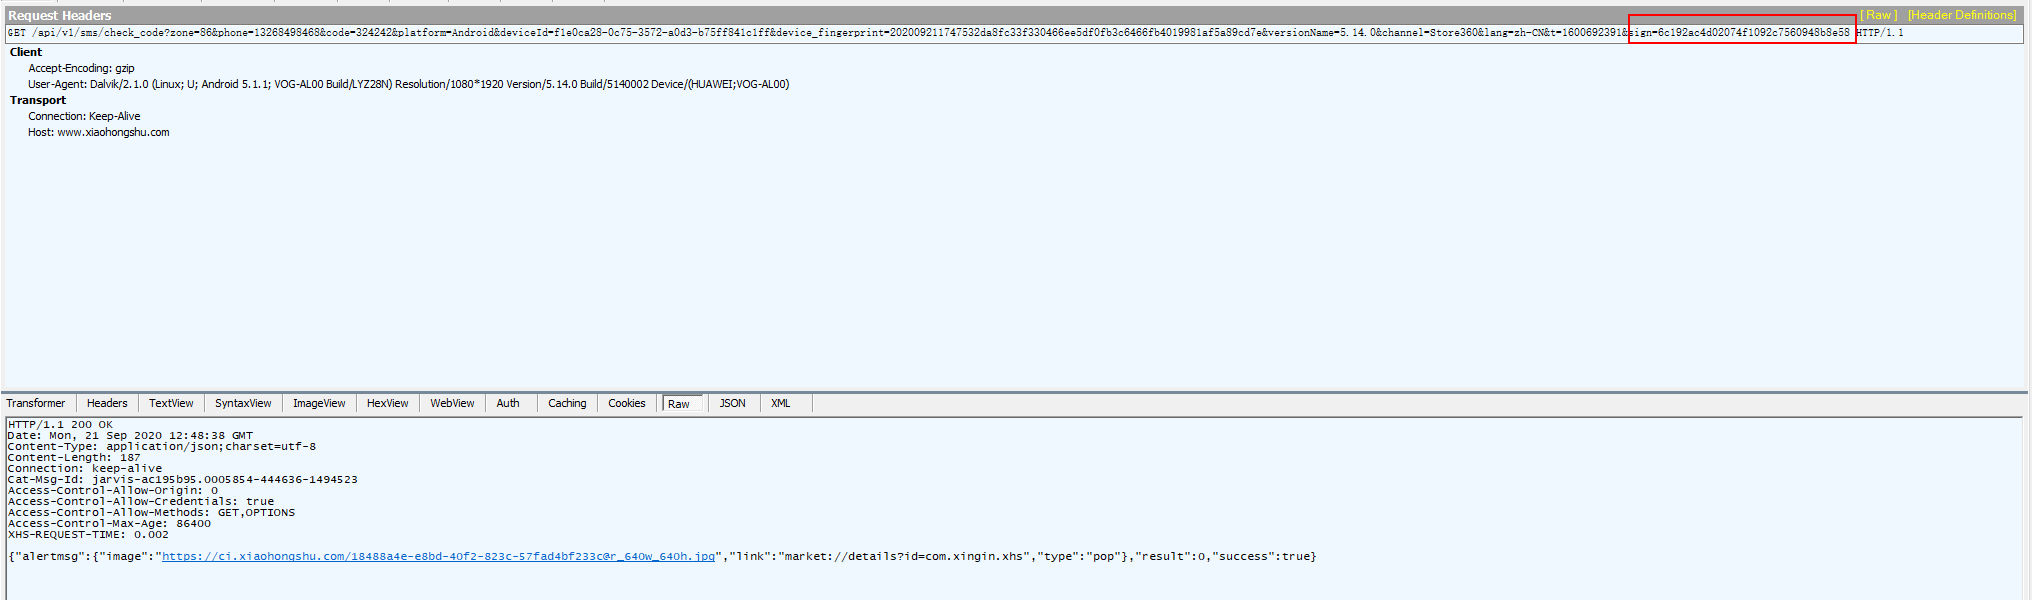 Request Headers
[ Raw ] [Header Definitions]
GET /api/v1/sms/check_code?zone=86&phone=13268498468&code=324242&platform=Android&deviceId=f1e0ca28-0c75-3572-a0d3-b75ff841c1ff&device_fingerprint=202009211747532da8fc33f330466ee5df0fb3c6466fb4019981af5a89cd7e&versionName=5.14.0&channel=Store360&lang=zh-CN&t=1600692391&sign=6c192ac4d02074f1092c7560948b8e58 HTTP/1.1
Client
Accept-Encoding: gzip
User-Agent: Dalvik/2.1.0 (Linux; U; Android 5.1.1; VOG-AL00 Build/LYZ28N) Resolution/1080*1920 Version/5.14.0 Build/5140002 Device/(HUAWEI;VOG-AL00)
Transport
Connection: Keep-Alive
Host: www.xiaohongshu.com
Transformer Headers TextView SyntaxView ImageView HexView WebView Auth Caching Cookies Raw JSON XML
HTTP/1.1 200 OK
Date: Mon, 21 Sep 2020 12:48:38 GMT
Content-Type: application/json;charset=utf-8
Content-Length: 187
Connection: keep-alive
Cat-Msg-Id: jarvis-ac195b95.0005854-444636-1494523
Access-Control-Allow-Origin: 0
Access-Control-Allow-Credentials: true
Access-Control-Allow-Methods: GET,OPTIONS
Access-Control-Max-Age: 86400
XHS-REQUEST-TIME: 0.002
{"alertmsg":{"image":"https://ci.xiaohongshu.com/18488a4e-e8bd-40f2-823c-57fad4bf233c@r_640w_640h.jpg","link":"market://details?id=com.xingin.xhs","type":"pop"},"result":0,"success":true}